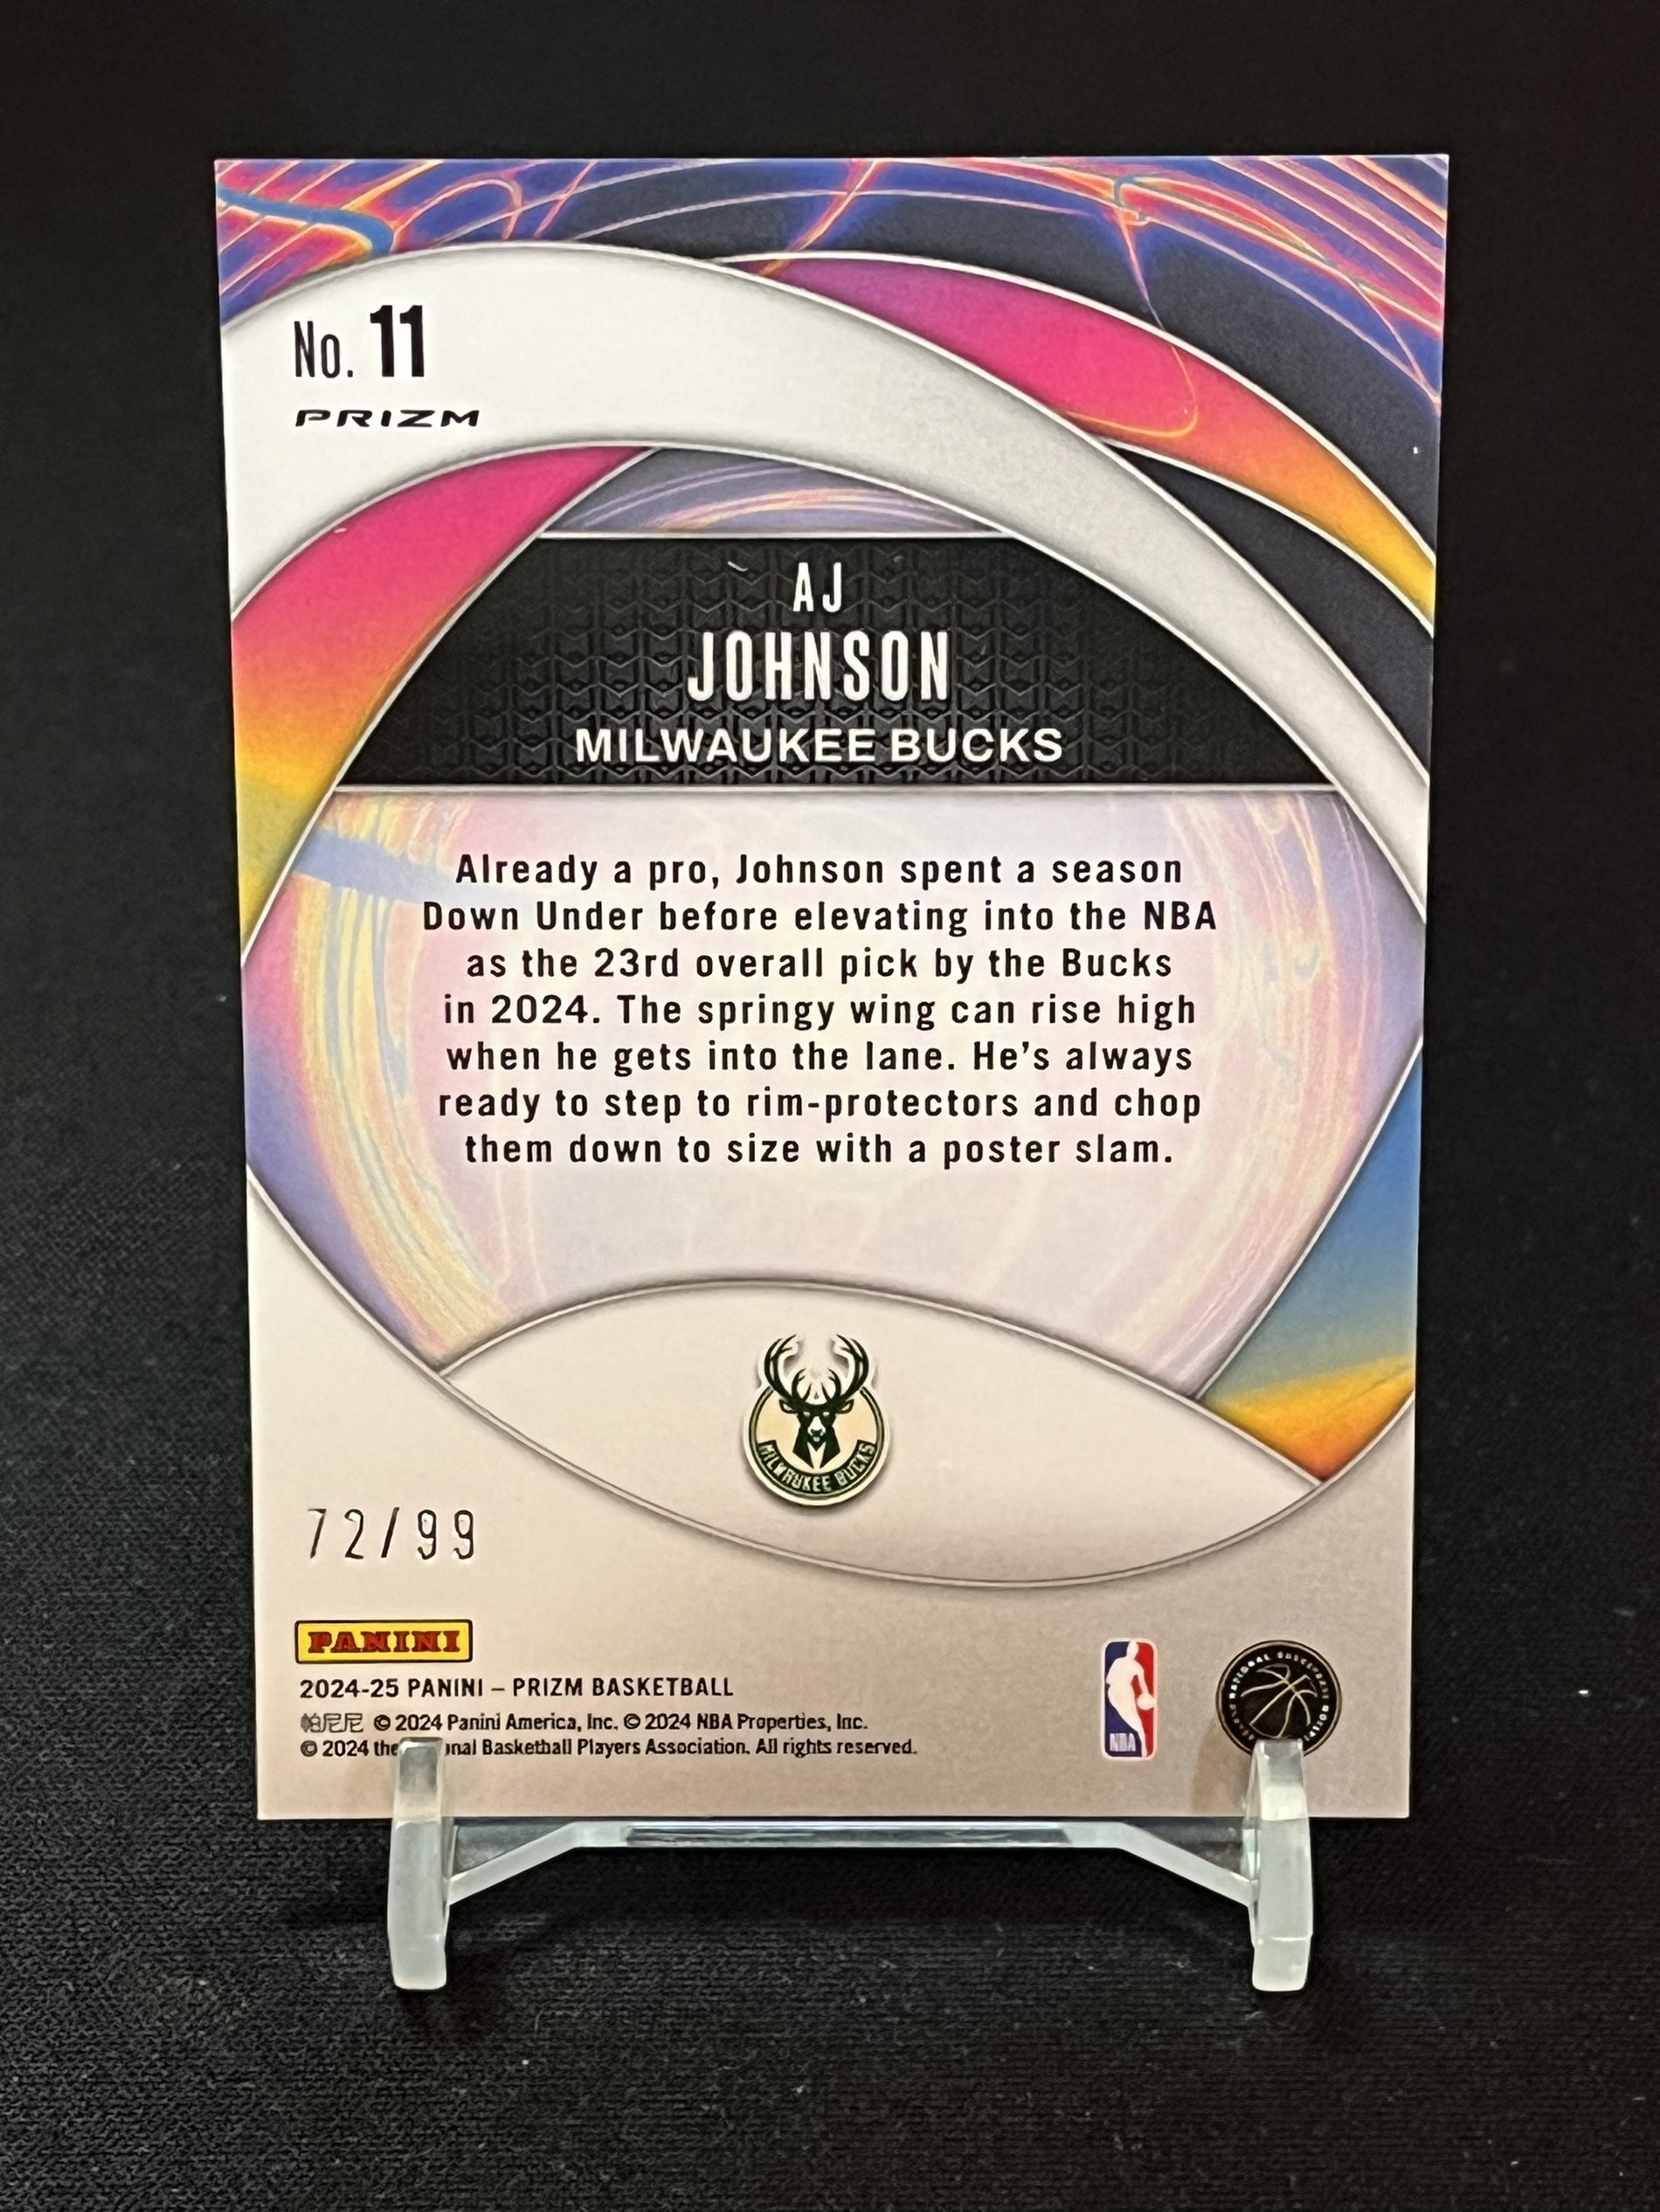 No. 11
PRIZM
AJ
JOHNSON
MILWAUKEE BUCKS
Already a pro, Johnson spent a season
Down Under before elevating into the NBA
as the 23rd overall pick by the Bucks
in 2024. The springy wing can rise high
when he gets into the lane. He's always
ready to step to rim-protectors and chop
them down to size with a poster slam.
MILWAUKEE BUCKS
72/99
PANINI
2024-25 PANINI – PRIZM BASKETBALL
帕尼尼 © 2024 Panini America, Inc. © 2024 NBA Properties, Inc.
© 2024 the onal Basketball Players Association. All rights reserved.
NBA